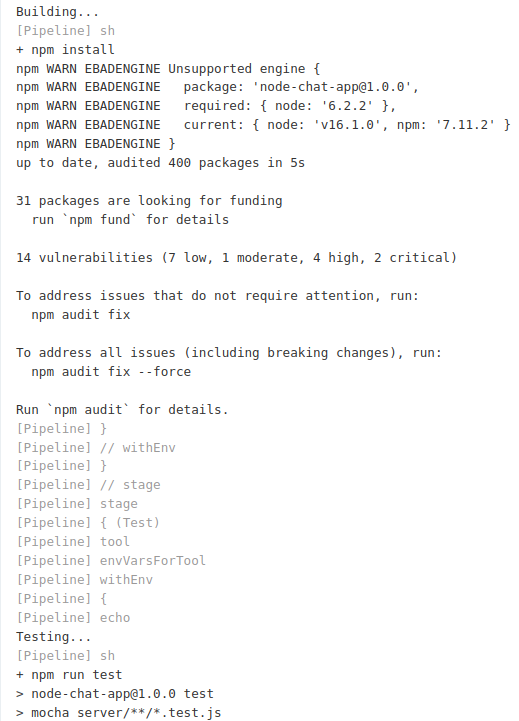 Building...
[Pipeline] sh
+ npm install
npm WARN EBADENGINE Unsupported engine {
npm WARN EBADENGINE   package: 'node-chat-app@1.0.0',
npm WARN EBADENGINE   required: { node: '6.2.2' },
npm WARN EBADENGINE   current: { node: 'v16.1.0', npm: '7.11.2' }
npm WARN EBADENGINE }
up to date, audited 400 packages in 5s

31 packages are looking for funding
  run `npm fund` for details

14 vulnerabilities (7 low, 1 moderate, 4 high, 2 critical)

To address issues that do not require attention, run:
  npm audit fix

To address all issues (including breaking changes), run:
  npm audit fix --force

Run `npm audit` for details.
[Pipeline] }
[Pipeline] // withEnv
[Pipeline] }
[Pipeline] // stage
[Pipeline] stage
[Pipeline] { (Test)
[Pipeline] tool
[Pipeline] envVarsForTool
[Pipeline] withEnv
[Pipeline] {
[Pipeline] echo
Testing...
[Pipeline] sh
+ npm run test
> node-chat-app@1.0.0 test
> mocha server/**/*.test.js